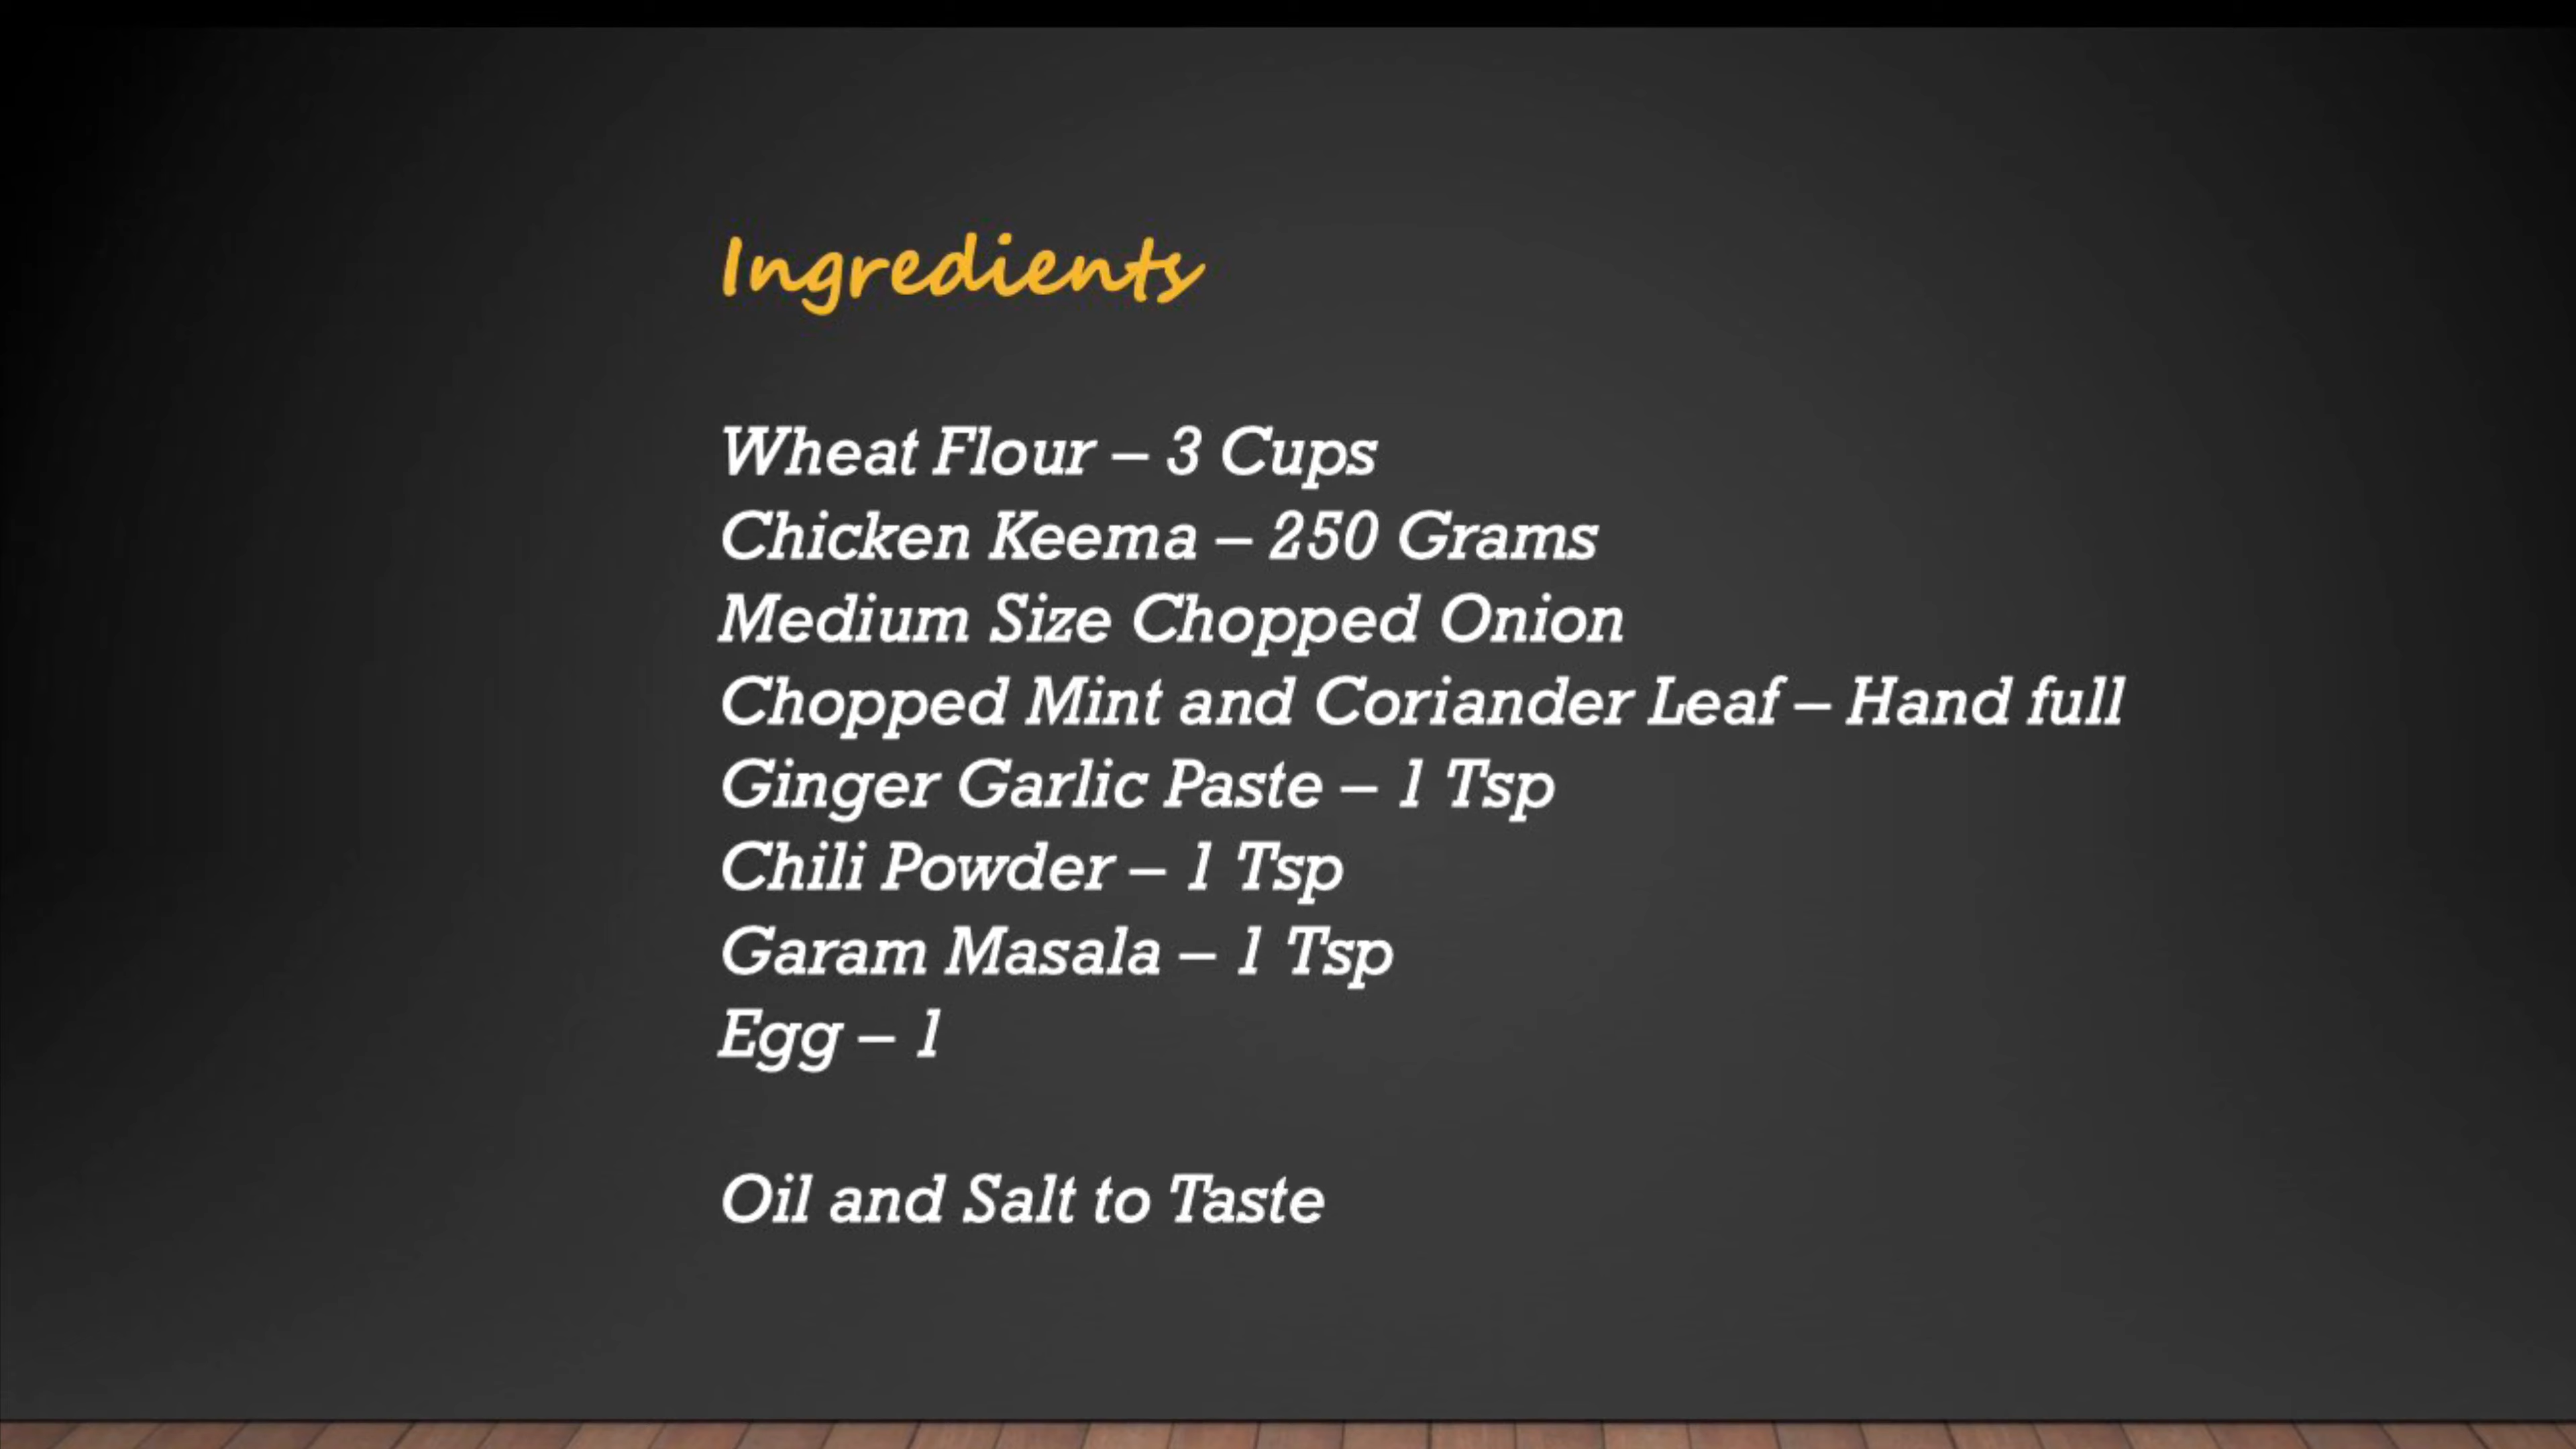 Ingredients
Wheat Flour – 3 Cups
Chicken Keema – 250 Grams
Medium Size Chopped Onion
Chopped Mint and Coriander Leaf – Hand full
Ginger Garlic Paste – 1 Tsp
Chili Powder – 1 Tsp
Garam Masala – 1 Tsp
Egg – 1
Oil and Salt to Taste